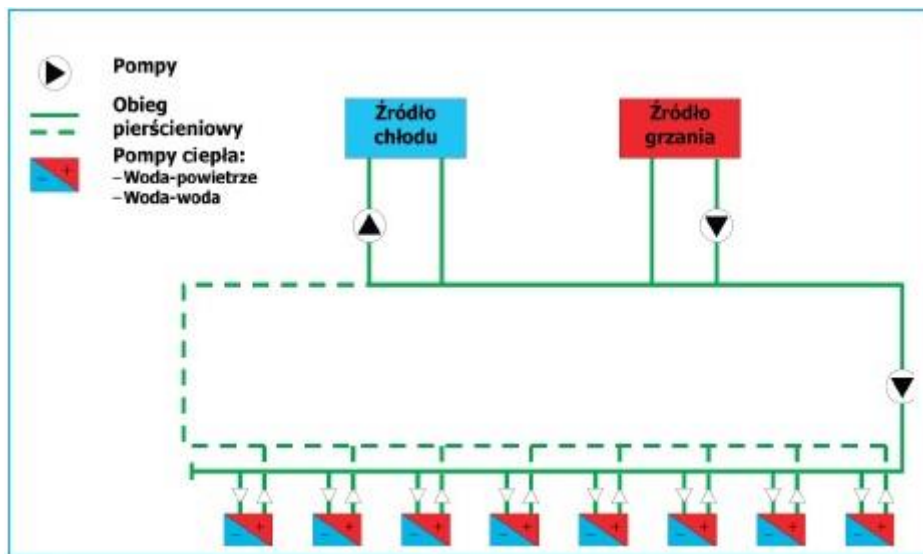 Pompy
Obieg
pierścieniowy
Pompy ciepła:
–Woda-powietrze
–Woda-woda
Źródło
chłodu
Źródło
grzania
– +
– +
– +
– +
– +
– +
– +
– +
– +